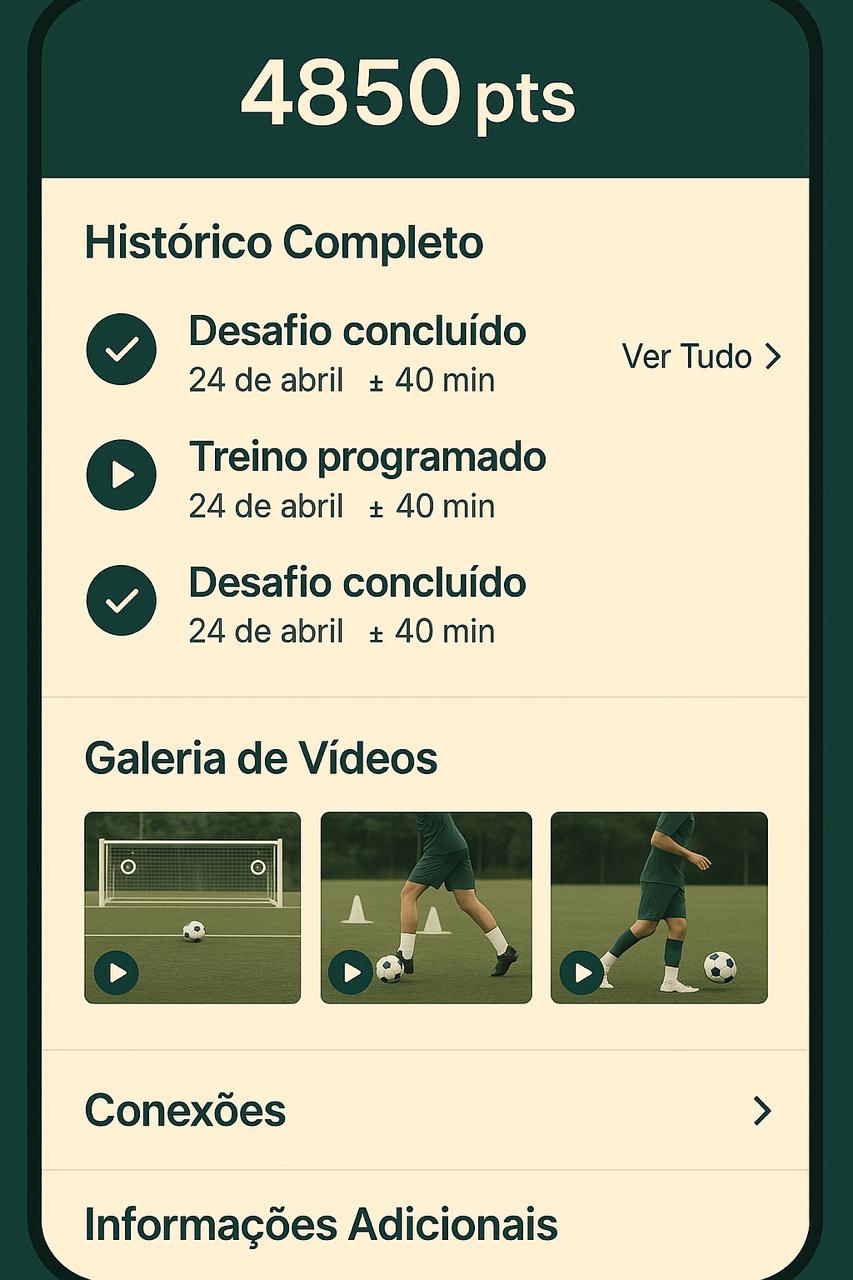 4850 pts
Histórico Completo
Desafio concluído
24 de abril ± 40 min
Ver Tudo
Treino programado
24 de abril ± 40 min
Desafio concluído
24 de abril ± 40 min
Galeria de Vídeos
Conexões
Informações Adicionais